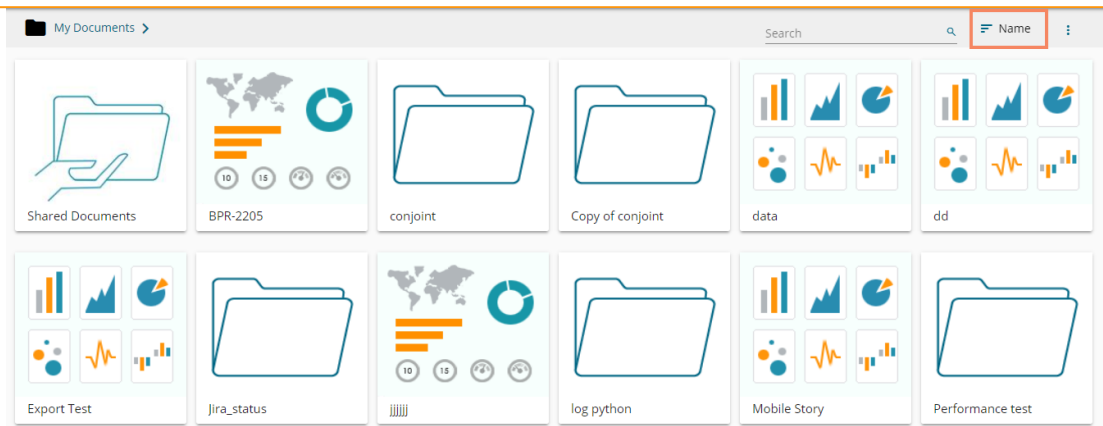 My Documents
Search
Name
10 15
10 15
Shared Documents
BPR-2205
conjoint
Copy of conjoint
data
dd
Export Test
Jira_status
jjjjjj
log python
Mobile Story
Performance test